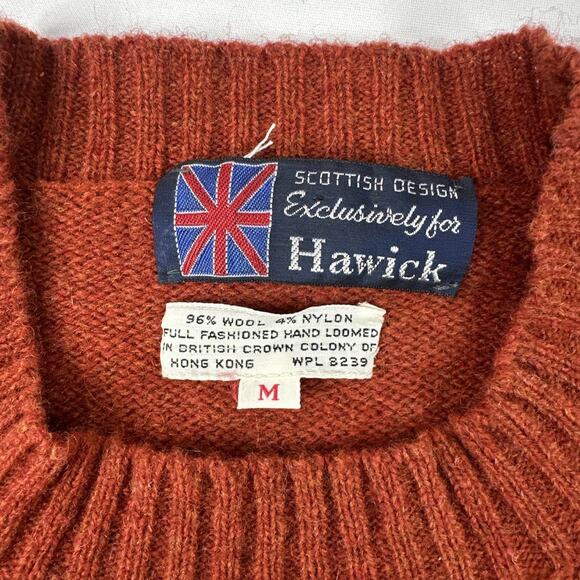 SCOTTISH DESIGN
Exclusively for
Hawick
96% WOOL 4% NYLON
FULL FASHIONED HAND LOOMED
IN BRITISH CROWN COLONY OF
HONG KONG WPL 8239
M